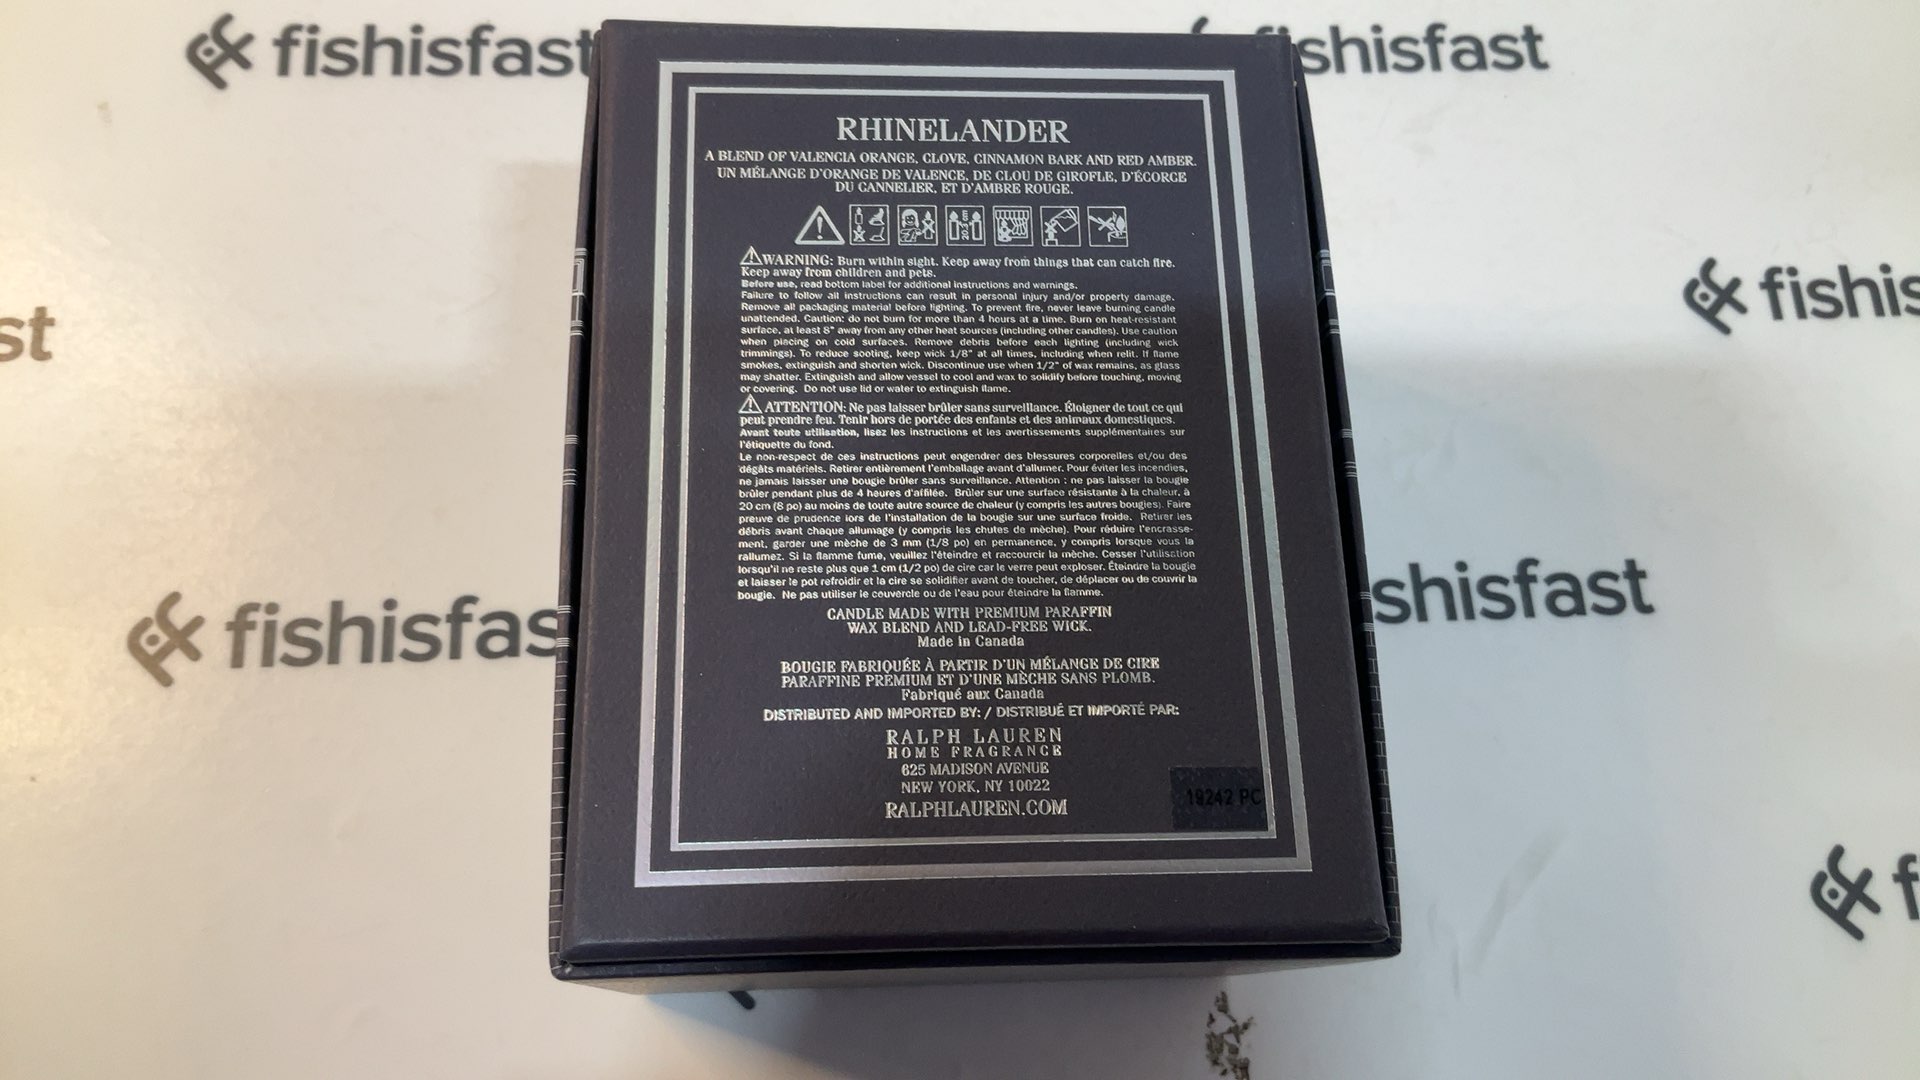 fishisfast
fishisfast
RHINELANDER
A BLEND OF VALENCIA ORANGE, CLOVE, CINNAMON BARK AND RED AMBER.
UN MÉLANGE D'ORANGE DE VALENCE, DE CLOU DE GIROFLE, D'ÉCORCE
DU CANNELIER, ET D'AMBRE ROUGE.
WARNING: Burn within sight. Keep away from things that can catch fire.
Keep away from children and pets.
Before use, read bottom label for additional instructions and warnings.
Failure to follow all instructions can result in personal injury and/or property damage.
Remove all packaging material before lighting. To prevent fire, never leave burning candle
unattended. Caution: do not burn for more than 4 hours at a time. Burn on heat-resistant
surface, at least 8" away from any other heat sources (including other candles). Use caution
when placing on cold surfaces. Remove debris before each lighting (including wick
trimmings). To reduce sooting, keep wick 1/8" at all times, including when relit. If flame
smokes, extinguish and shorten wick. Discontinue use when 1/2" of wax remains, as glass
may shatter. Extinguish and allow vessel to cool and wax to solidify before touching, moving
or covering. Do not use lid or water to extinguish flame.
ATTENTION: Ne pas laisser brûler sans surveillance. Éloigner de tout ce qui
peut prendre feu. Tenir hors de portée des enfants et des animaux domestiques.
Avant toute utilisation, lisez les instructions et les avertissements supplémentaires sur
l'étiquette du fond.
Le non-respect de ces instructions peut engendrer des blessures corporelles et/ou des
dégâts matériels. Retirer entièrement l'emballage avant d'allumer. Pour éviter les incendies,
ne jamais laisser une bougie brûler sans surveillance. Attention : ne pas laisser la bougie
brûler pendant plus de 4 heures d'affilée. Brûler sur une surface résistante à la chaleur, à
20 cm (8 po) au moins de toute autre source de chaleur (y compris les autres bougies). Faire
preuve de prudence lors de l'installation de la bougie sur une surface froide. Retirer les
débris avant chaque allumage (y compris les chutes de mèche). Pour réduire l'encrasse-
ment, garder une mèche de 3 mm (1/8 po) en permanence, y compris lorsque vous la
rallumez. Si la flamme fume, veuillez l'éteindre et raccourcir la mèche. Cesser l'utilisation
lorsqu'il ne reste plus que 1 cm (1/2 po) de cire car le verre peut exploser. Éteindre la bougie
et laisser le pot refroidir et la cire se solidifier avant de toucher, de déplacer ou de couvrir la
bougie. Ne pas utiliser le couvercle ou de l'eau pour éteindre la flamme.
CANDLE MADE WITH PREMIUM PARAFFIN
WAX BLEND AND LEAD-FREE WICK.
Made in Canada
BOUGIE FABRIQUÉE À PARTIR D'UN MÉLANGE DE CIRE
PARAFFINE PREMIUM ET D'UNE MÈCHE SANS PLOMB.
Fabriqué aux Canada
DISTRIBUTED AND IMPORTED BY: / DISTRIBUÉ ET IMPORTÉ PAR:
RALPH LAUREN
HOME FRAGRANCE
625 MADISON AVENUE
NEW YORK, NY 10022
RALPHLAUREN.COM
19242 PC
st
fishis
fishisfas
shisfast
f